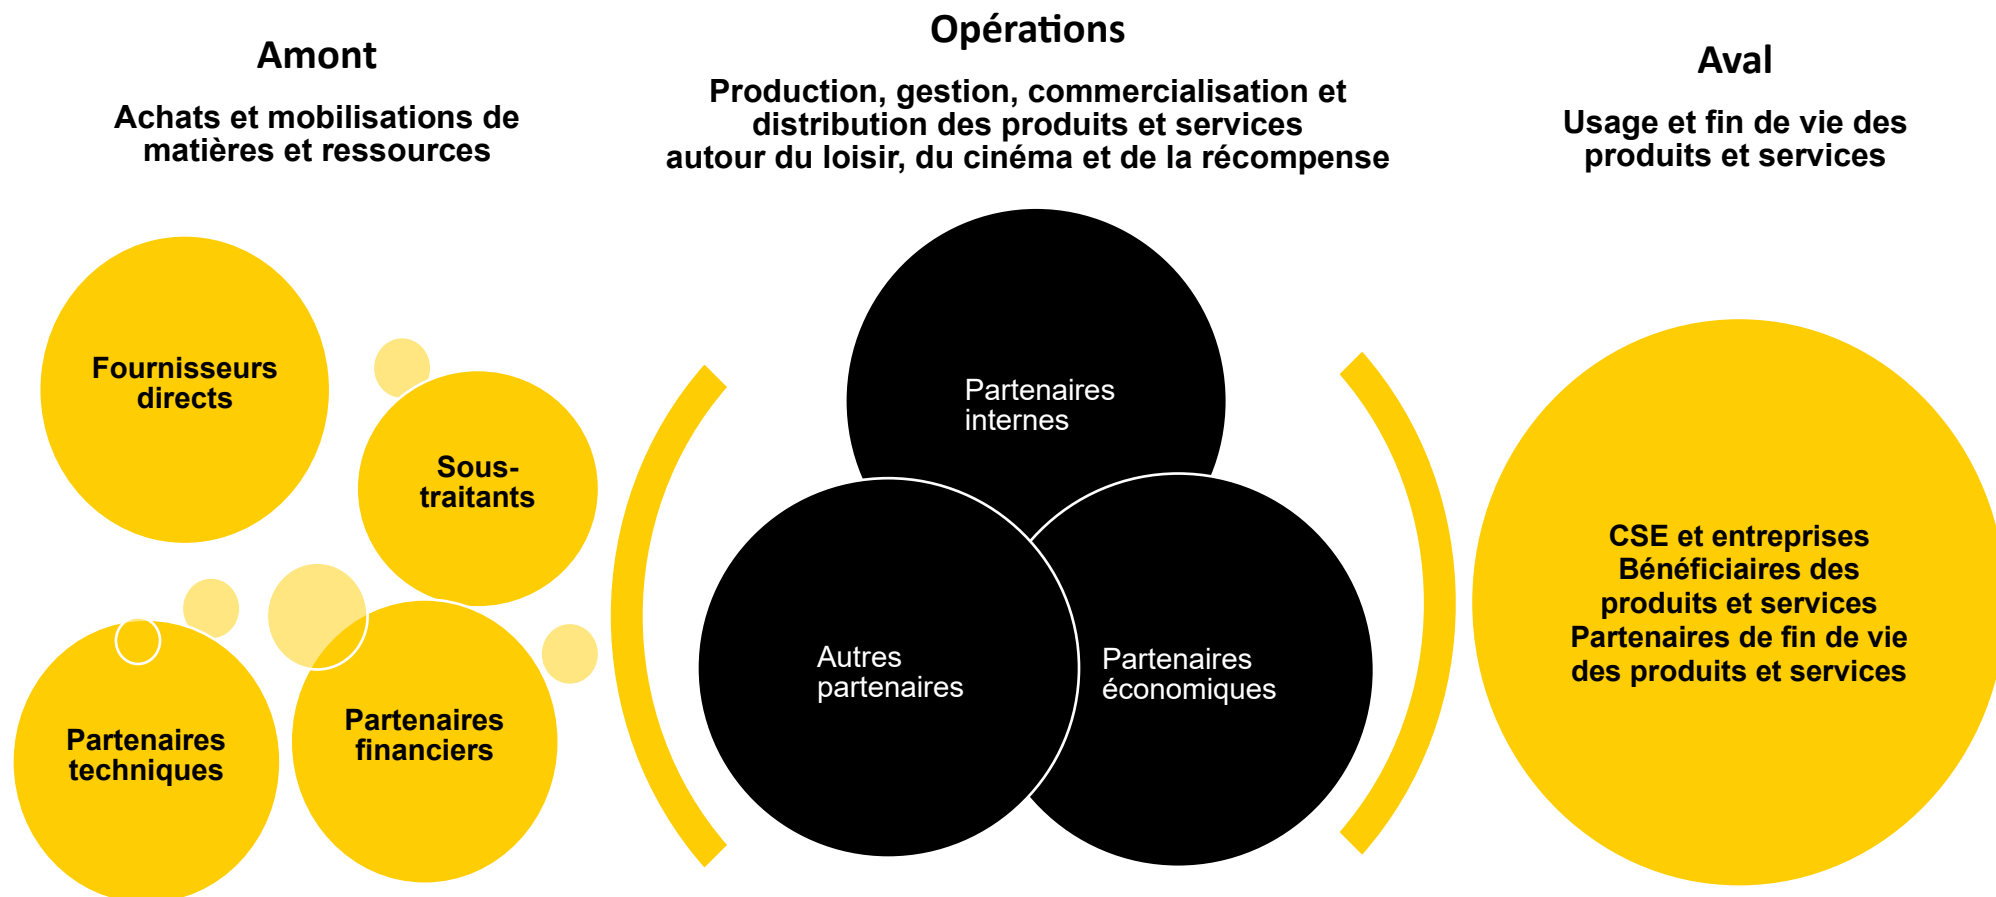 Amont
Achats et mobilisations de
matières et ressources
Fournisseurs
directs
Sous-
traitants
Partenaires
techniques
Partenaires
financiers
Opérations
Production, gestion, commercialisation et
distribution des produits et services
autour du loisir, du cinéma et de la récompense
Partenaires
internes
Autres
partenaires
Partenaires
économiques
Aval
Usage et fin de vie des
produits et services
CSE et entreprises
Bénéficiaires des
produits et services
Partenaires de fin de vie
des produits et services